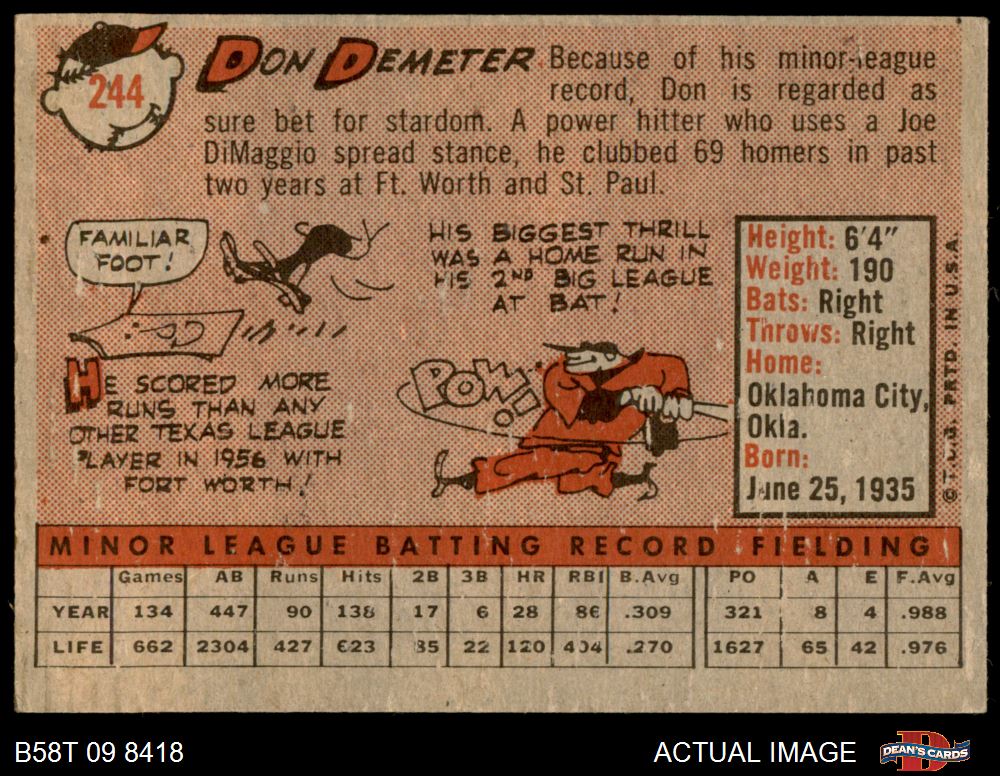 244
DON DEMETER
Because of his minor-league
record, Don is regarded as
sure bet for stardom. A power hitter who uses a Joe
DiMaggio spread stance, he clubbed 69 homers in past
two years at Ft. Worth and St. Paul.
FAMILIAR
FOOT!
HE SCORED MORE
RUNS THAN ANY
OTHER TEXAS LEAGUE
PLAYER IN 1956 WITH
FORT WORTH!
HIS BIGGEST THRILL
WAS A HOME RUN IN
HIS 2ND BIG LEAGUE
AT BAT!
POW!
Height: 6'4"
Weight: 190
Bats: Right
Throws: Right
Home:
Oklahoma City,
Okla.
Born:
June 25, 1935
© T.C.G. PRTD. IN U.S.A.
MINOR LEAGUE BATTING RECORD FIELDING
Games AB Runs Hits 2B 3B HR RBI B.Avg PO A E F.Avg
YEAR 134 447 90 138 17 6 28 86 .309 321 8 4 .988
LIFE 662 2304 427 623 85 22 120 404 .270 1627 65 42 .976
B58T 09 8418
ACTUAL IMAGE
DEAN'S CARDS